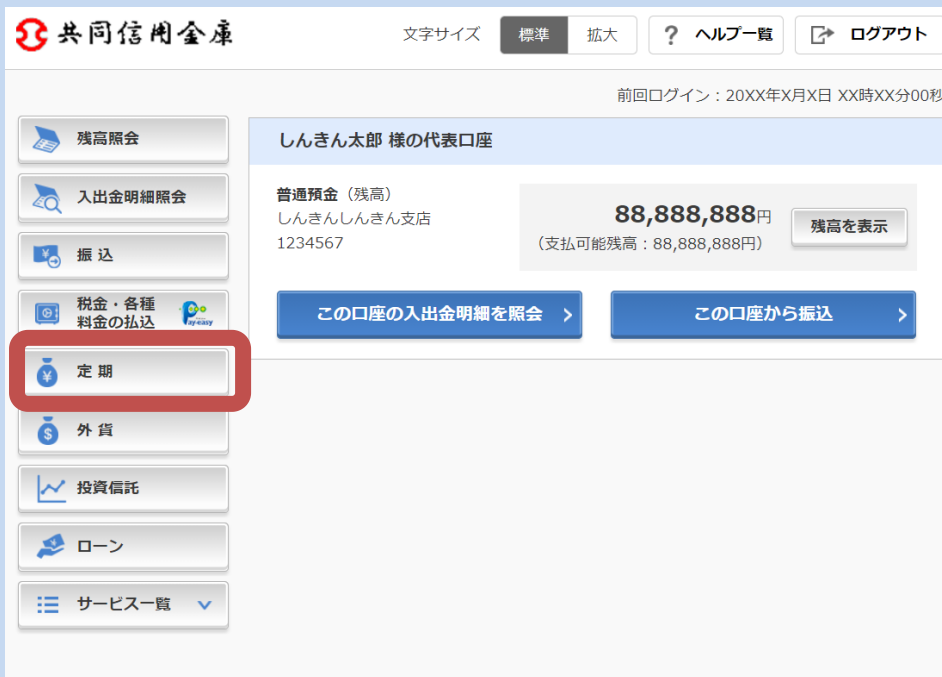 共同信用金庫
文字サイズ 標準 拡大 ? ヘルプ一覧 ログアウト
前回ログイン：20XX年X月X日 XX時XX分00秒
残高照会
入出金明細照会
振込
税金・各種
料金の払込 Pay-easy
定期
外貨
投資信託
ローン
サービス一覧
しんきん太郎 様の代表口座
普通預金（残高）
しんきんしんきん支店
1234567
88,888,888円
（支払可能残高：88,888,888円）
残高を表示
この口座の入出金明細を照会
この口座から振込